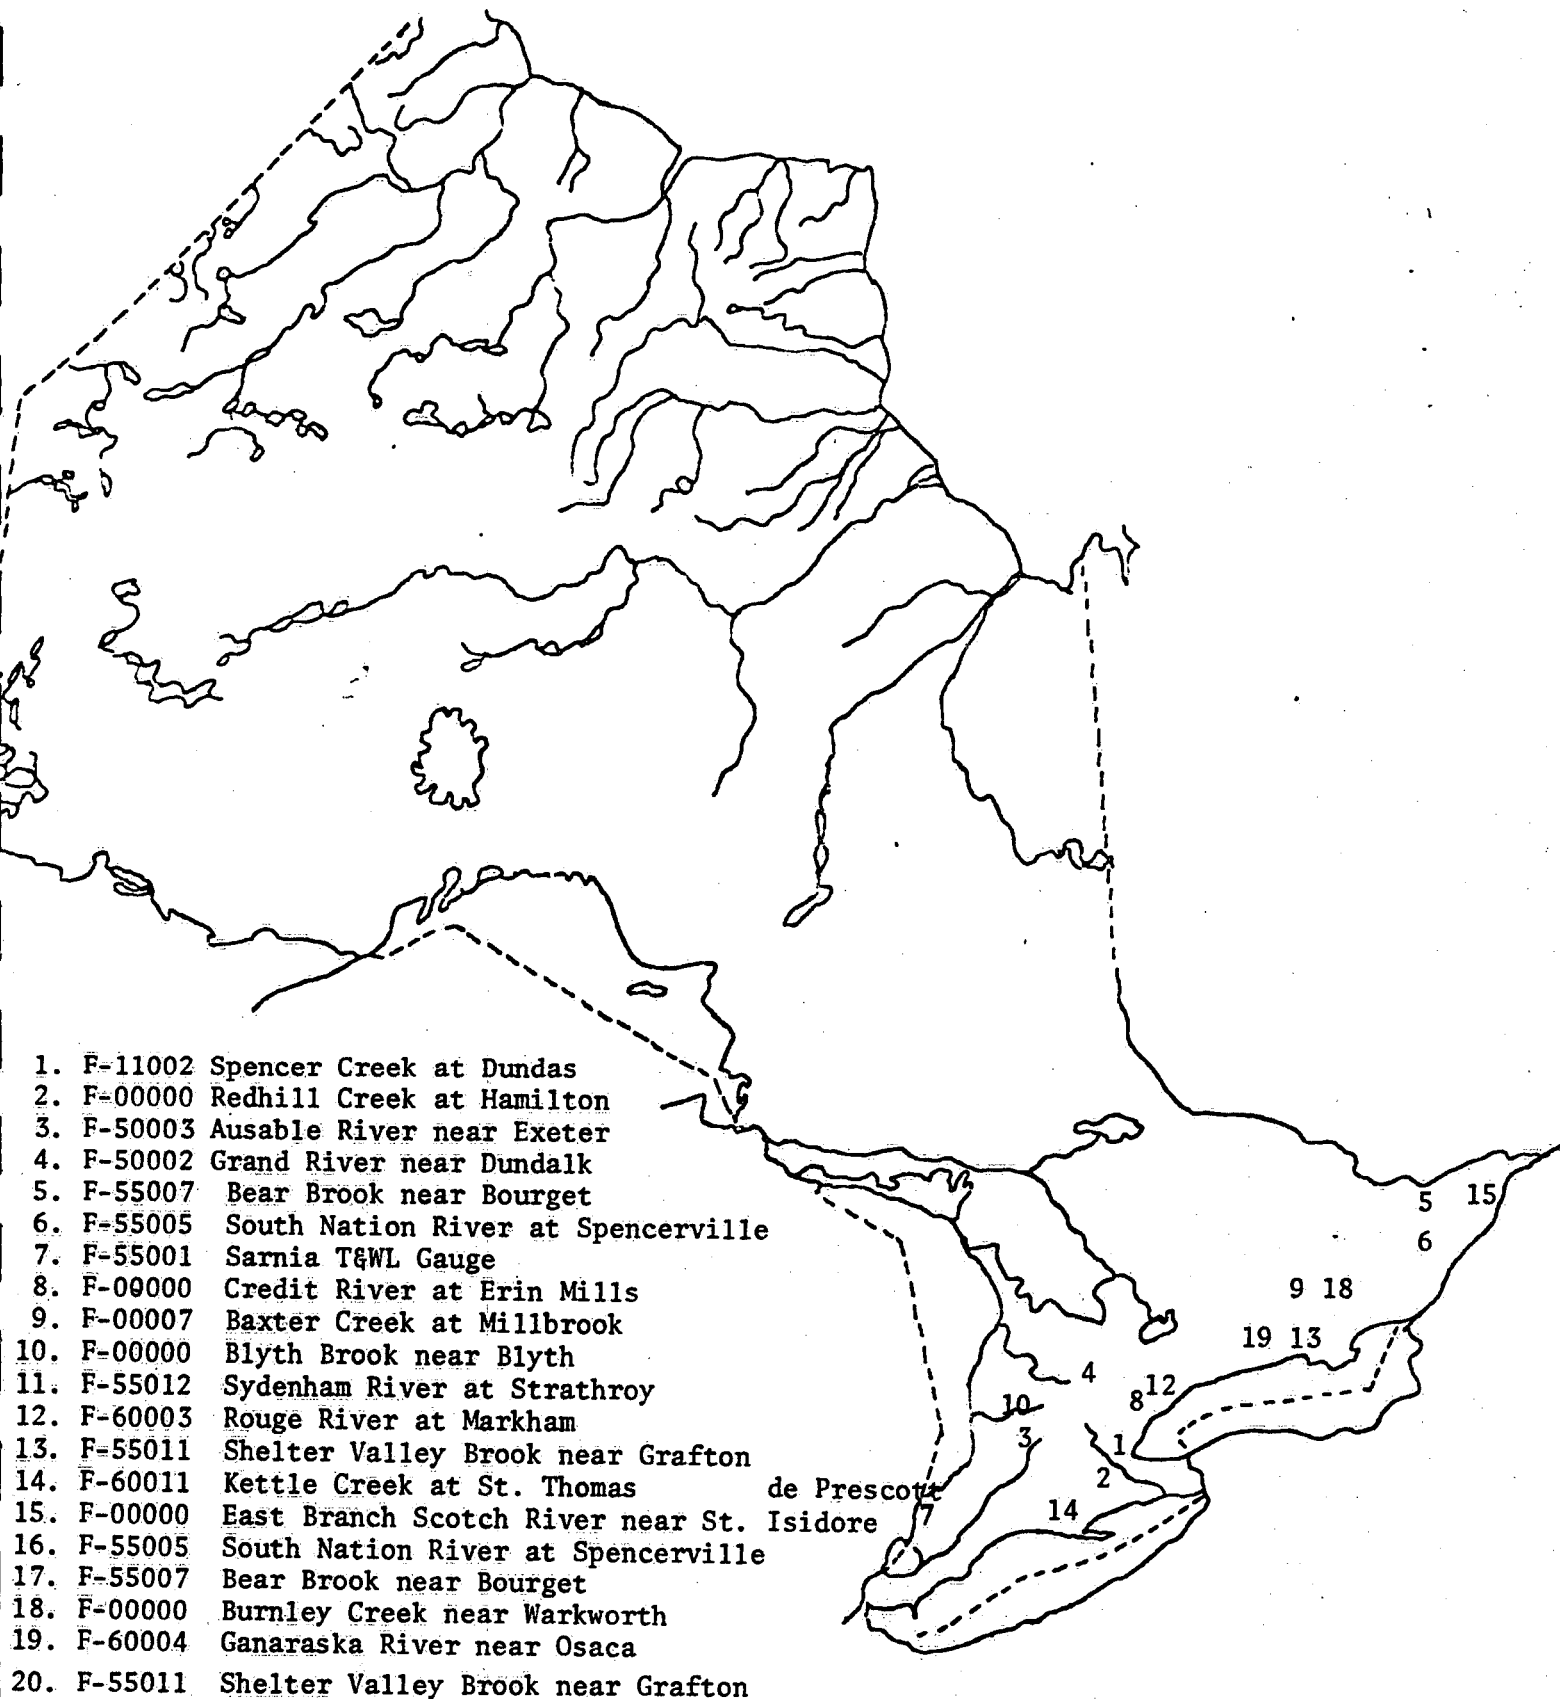 1. F-11002 Spencer Creek at Dundas
2. F-00000 Redhill Creek at Hamilton
3. F-50003 Ausable River near Exeter
4. F-50002 Grand River near Dundalk
5. F-55007 Bear Brook near Bourget
6. F-55005 South Nation River at Spencerville
7. F-55001 Sarnia T&WL Gauge
8. F-00000 Credit River at Erin Mills
9. F-00007 Baxter Creek at Millbrook
10. F-00000 Blyth Brook near Blyth
11. F-55012 Sydenham River at Strathroy
12. F-60003 Rouge River at Markham
13. F-55011 Shelter Valley Brook near Grafton
14. F-60011 Kettle Creek at St. Thomas
de Prescott
15. F-00000 East Branch Scotch River near St. Isidore
16. F-55005 South Nation River at Spencerville
17. F-55007 Bear Brook near Bourget
18. F-00000 Burnley Creek near Warkworth
19. F-60004 Ganaraska River near Osaca
20. F-55011 Shelter Valley Brook near Grafton
5 15
6
9 18
19 13
4
8 12
10
3
1
2
14
7